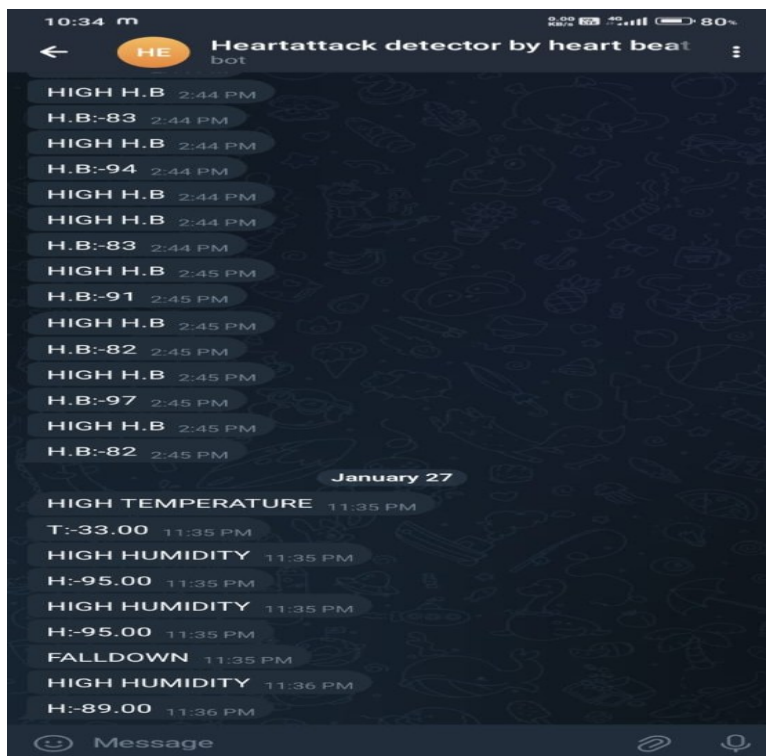 10:34 m 0.00 KB/s 4G 80%
HE Heartattack detector by heart beat
bot
HIGH H.B 2:44 PM
H.B:-83 2:44 PM
HIGH H.B 2:44 PM
H.B:-94 2:44 PM
HIGH H.B 2:44 PM
HIGH H.B 2:44 PM
H.B:-83 2:44 PM
HIGH H.B 2:45 PM
H.B:-91 2:45 PM
HIGH H.B 2:45 PM
H.B:-82 2:45 PM
HIGH H.B 2:45 PM
H.B:-97 2:45 PM
HIGH H.B 2:45 PM
H.B:-82 2:45 PM
January 27
HIGH TEMPERATURE 11:35 PM
T:-33.00 11:35 PM
HIGH HUMIDITY 11:35 PM
H:-95.00 11:35 PM
HIGH HUMIDITY 11:35 PM
H:-95.00 11:35 PM
FALLDOWN 11:35 PM
HIGH HUMIDITY 11:36 PM
H:-89.00 11:36 PM
Message